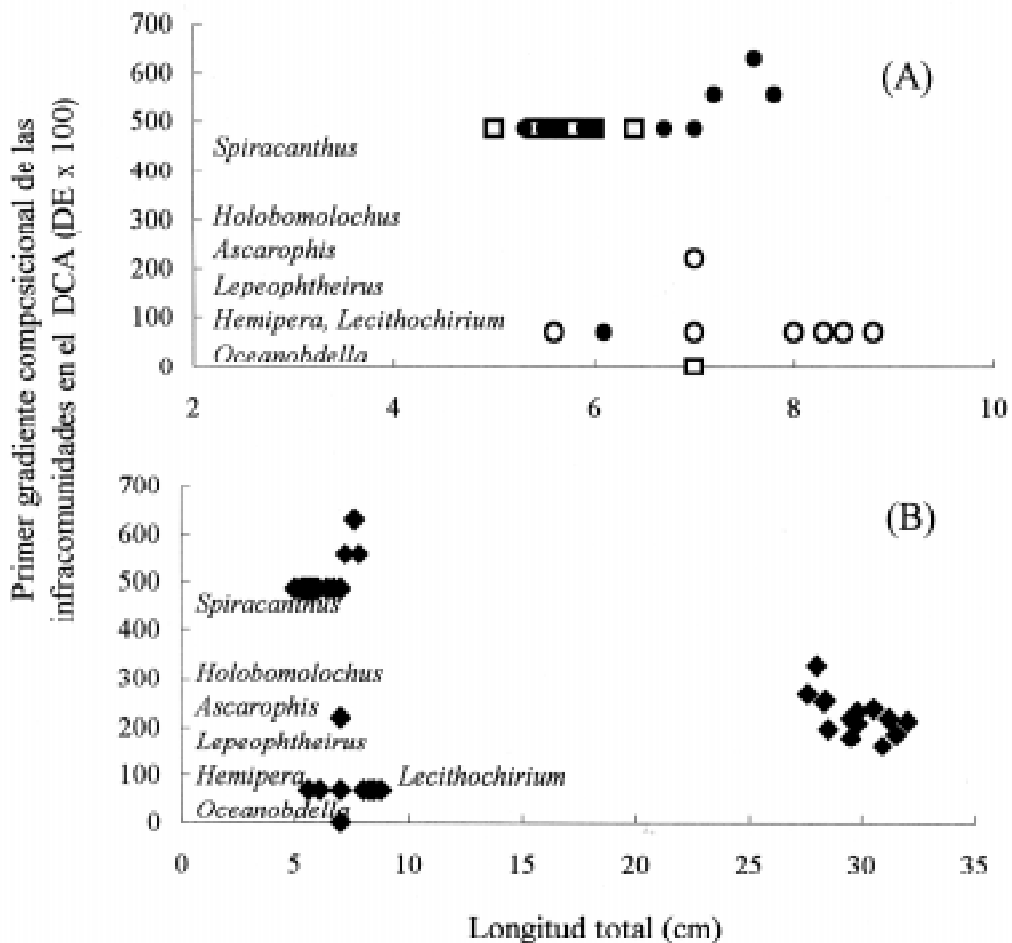 Primer gradiente composicional de las
infracomunidades en el DCA (DE x 100)
700
600
500
400
300
200
100
0
(A)
Spiracanthus
Holobomolochus
Ascarophis
Lepeophtheirus
Hemipera, Lecithochirium
Oceanobdella
2
4
6
8
10
700
600
500
400
300
200
100
0
(B)
Spiracanthus
Holobomolochus
Ascarophis
Lepeophtheirus
Hemipera
Lecithochirium
Oceanobdella
0
5
10
15
20
25
30
35
Longitud total (cm)